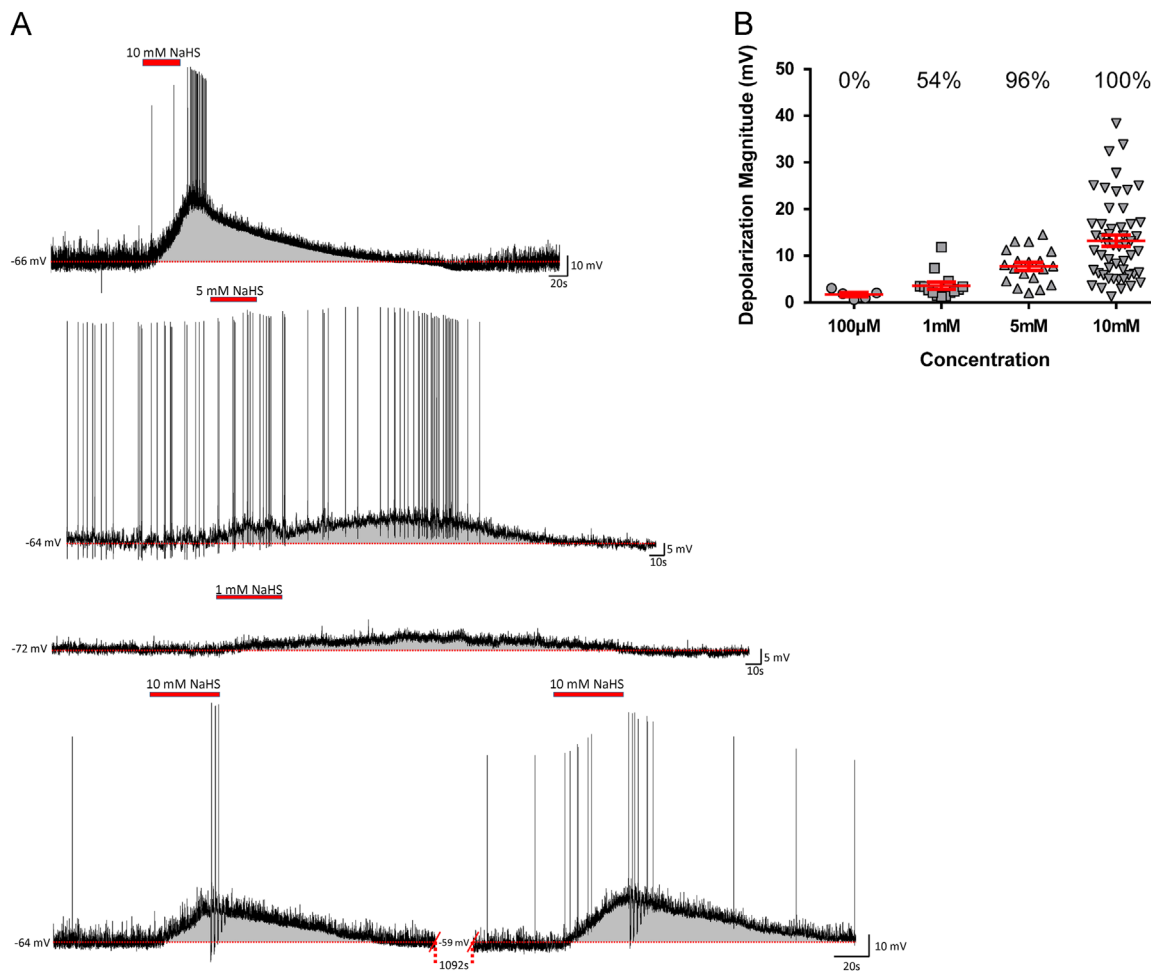 A
10 mM NaHS
-66 mV
10 mV
20s
5 mM NaHS
-64 mV
5 mV
10s
1 mM NaHS
-72 mV
5 mV
10s
10 mM NaHS
10 mM NaHS
-64 mV
-59 mV
1092s
10 mV
20s
B
Depolarization Magnitude (mV)
50
40
30
20
10
0
0% 54% 96% 100%
100μM 1mM 5mM 10mM
Concentration